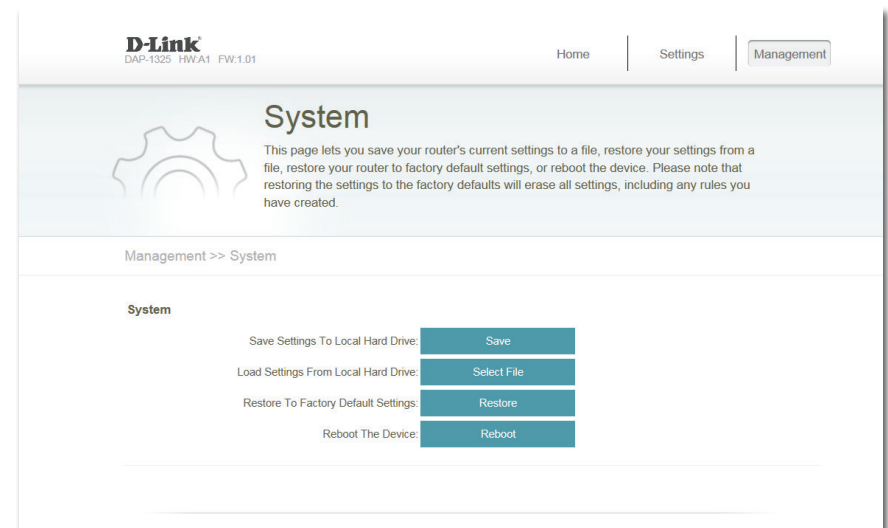 D-Link
DAP-1325 HW:A1 FW:1.01
Home
Settings
Management
System
This page lets you save your router's current settings to a file, restore your settings from a
file, restore your router to factory default settings, or reboot the device. Please note that
restoring the settings to the factory defaults will erase all settings, including any rules you
have created.
Management >> System
System
Save Settings To Local Hard Drive: Save
Load Settings From Local Hard Drive: Select File
Restore To Factory Default Settings: Restore
Reboot The Device: Reboot